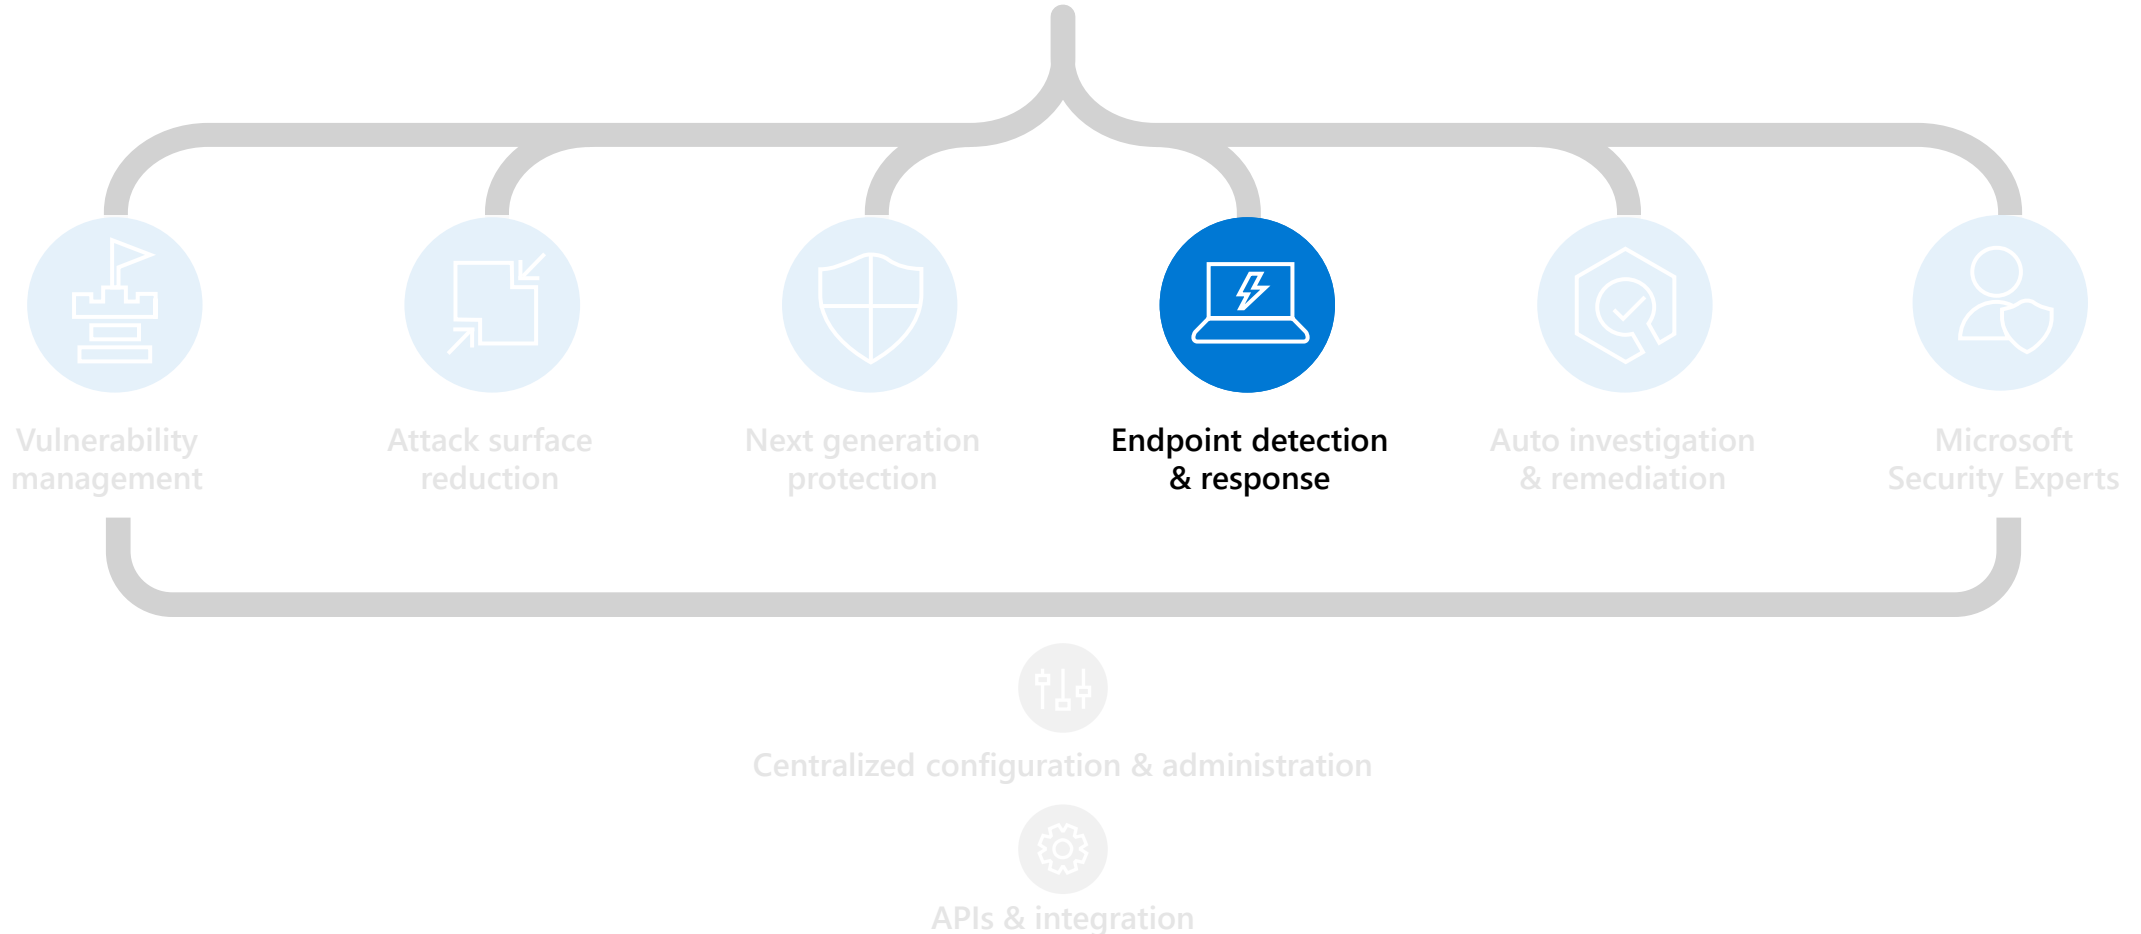 Vulnerability
management
Attack surface
reduction
Next generation
protection
Endpoint detection
& response
Auto investigation
& remediation
Microsoft
Security Experts
Centralized configuration & administration
APIs & integration